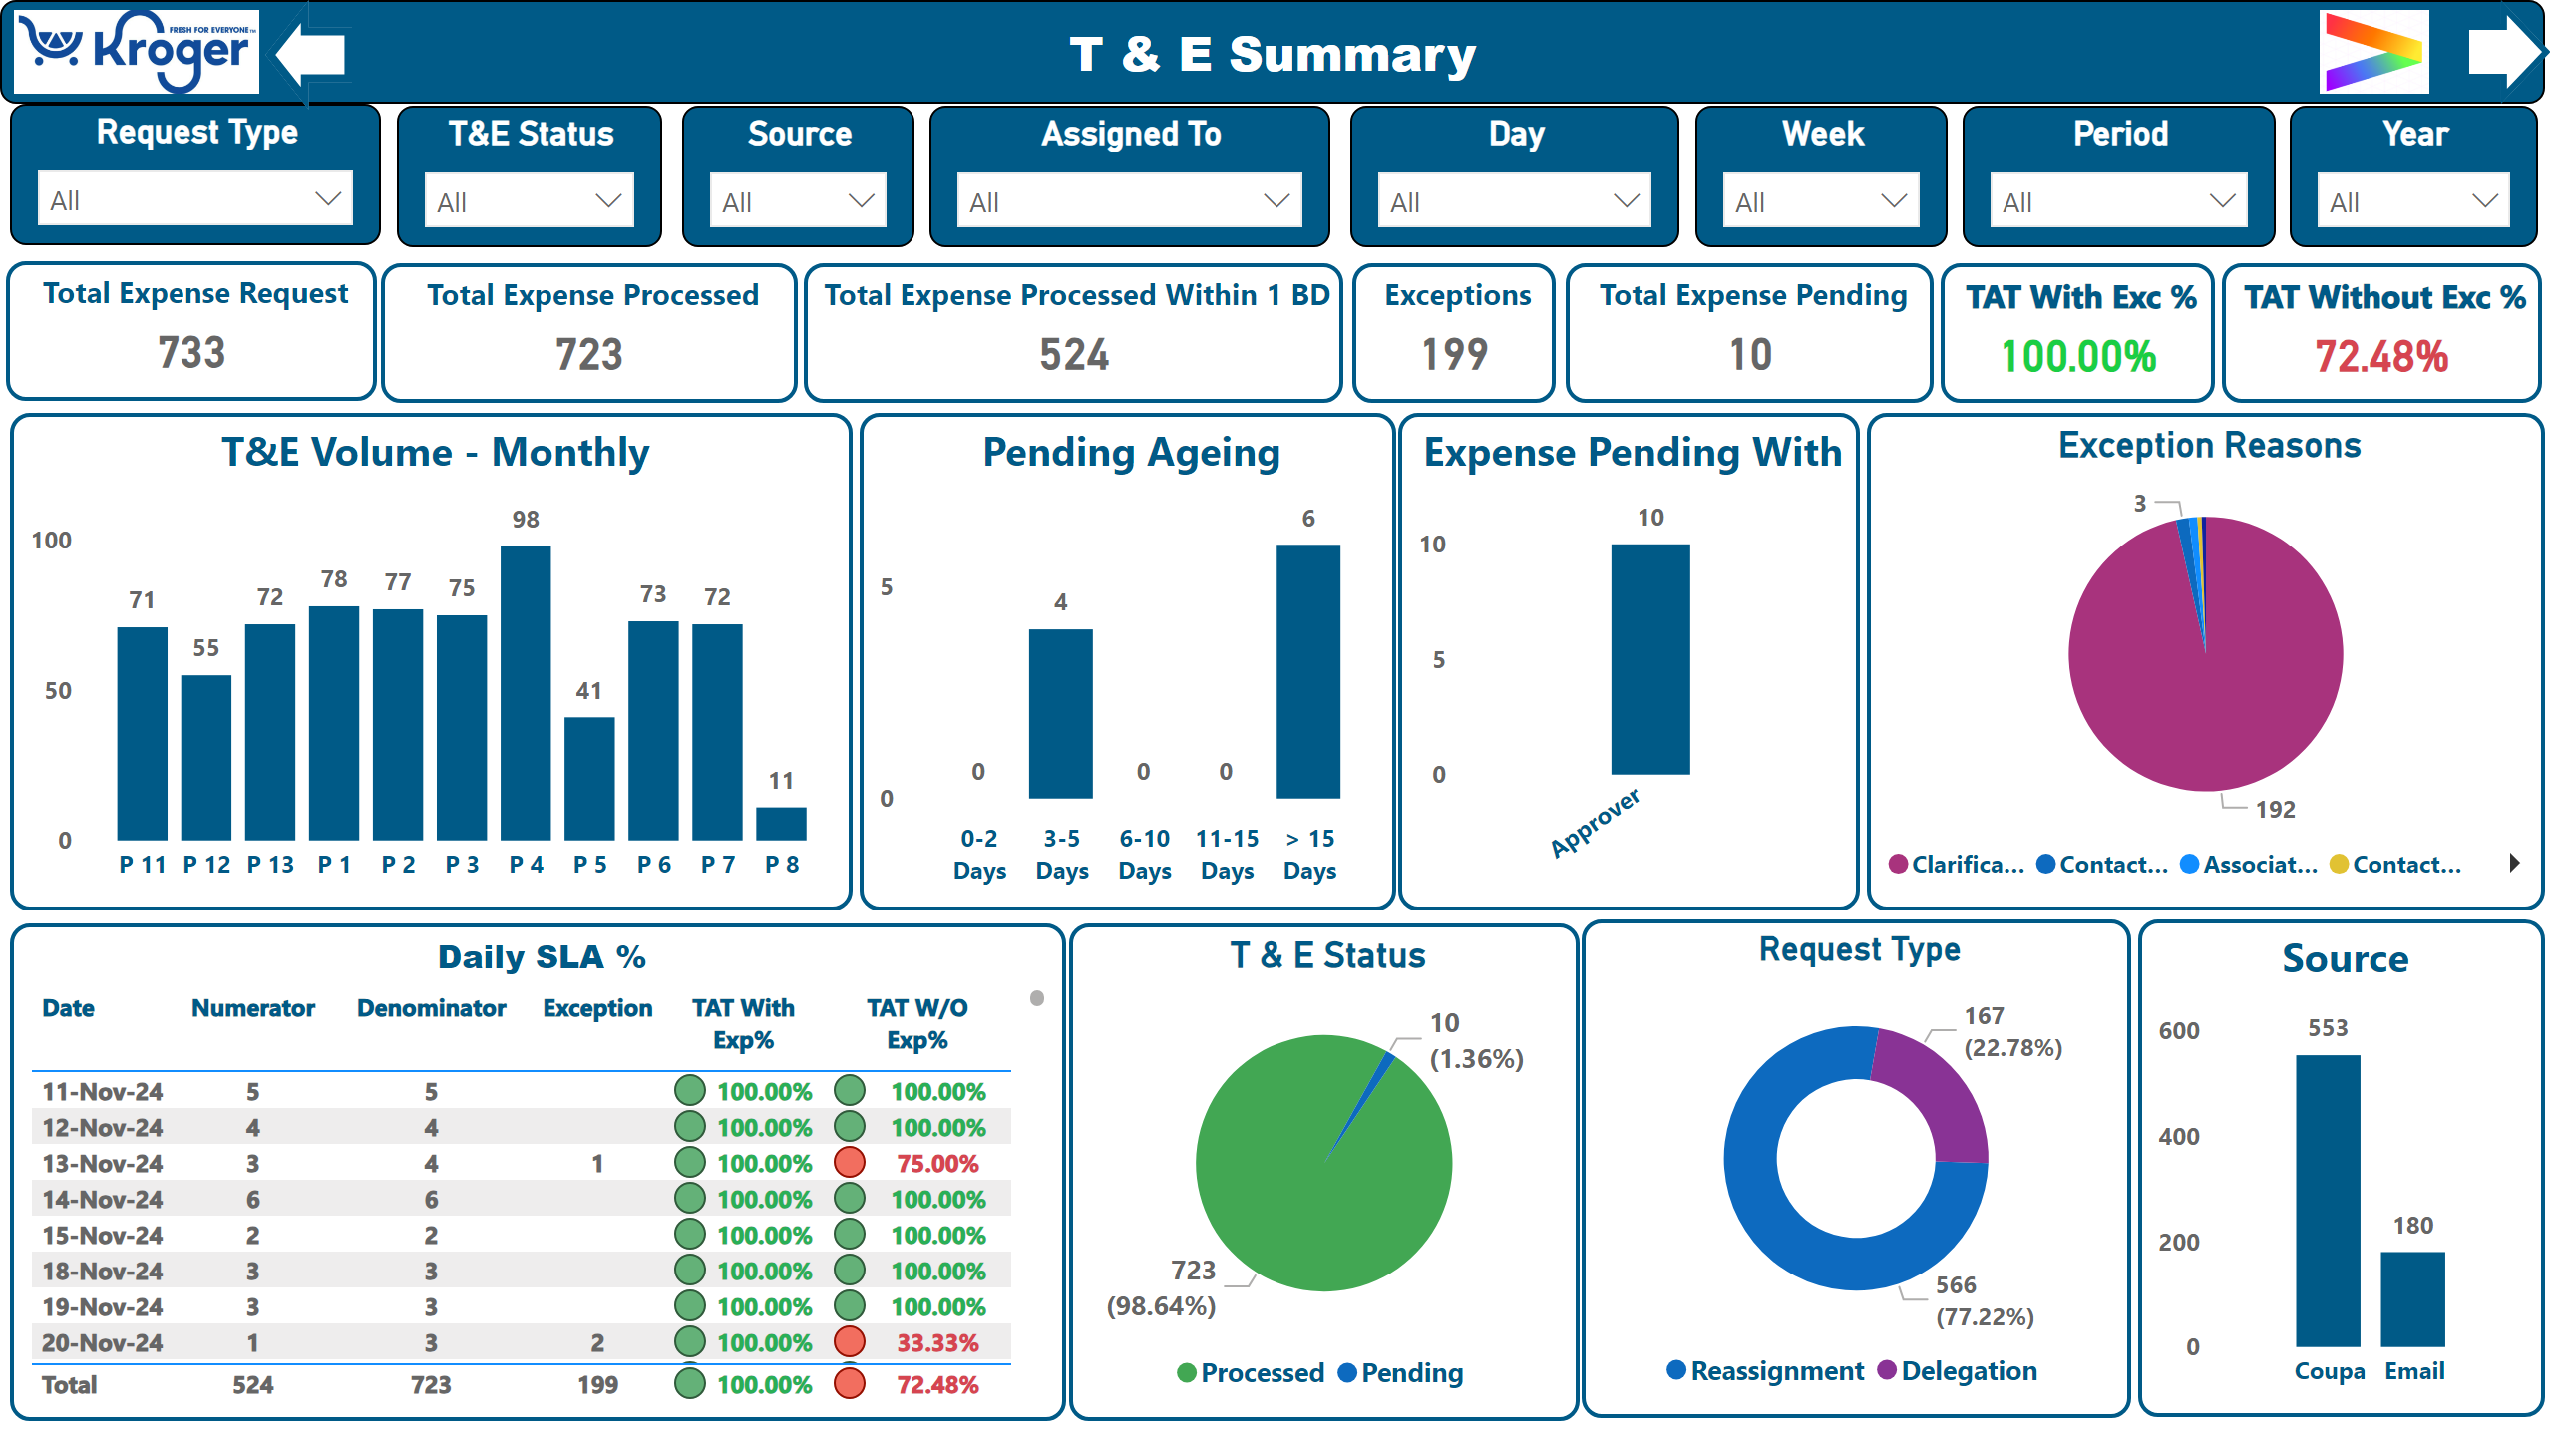 Kroger
FRESH FOR EVERYONE™
T & E Summary
Request Type
All
T&E Status
All
Source
All
Assigned To
All
Day
All
Week
All
Period
All
Year
All
Total Expense Request
733
Total Expense Processed
723
Total Expense Processed Within 1 BD
524
Exceptions
199
Total Expense Pending
10
TAT With Exc %
100.00%
TAT Without Exc %
72.48%
T&E Volume - Monthly
100
50
0
71
55
72
78
77
75
98
41
73
72
11
P 11 P 12 P 13 P 1 P 2 P 3 P 4 P 5 P 6 P 7 P 8
Pending Ageing
5
0
0
4
0
0
6
0-2 Days
3-5 Days
6-10 Days
11-15 Days
> 15 Days
Expense Pending With
10
5
0
10
Approver
Exception Reasons
3
192
Clarifica... Contact... Associat... Contact...
Daily SLA %
Date Numerator Denominator Exception TAT With Exp% TAT W/O Exp%
11-Nov-24 5 5 100.00% 100.00%
12-Nov-24 4 4 100.00% 100.00%
13-Nov-24 3 4 1 100.00% 75.00%
14-Nov-24 6 6 100.00% 100.00%
15-Nov-24 2 2 100.00% 100.00%
18-Nov-24 3 3 100.00% 100.00%
19-Nov-24 3 3 100.00% 100.00%
20-Nov-24 1 3 2 100.00% 33.33%
Total 524 723 199 100.00% 72.48%
T & E Status
10
(1.36%)
723
(98.64%)
Processed Pending
Request Type
167
(22.78%)
566
(77.22%)
Reassignment Delegation
Source
600
400
200
0
553
180
Coupa Email